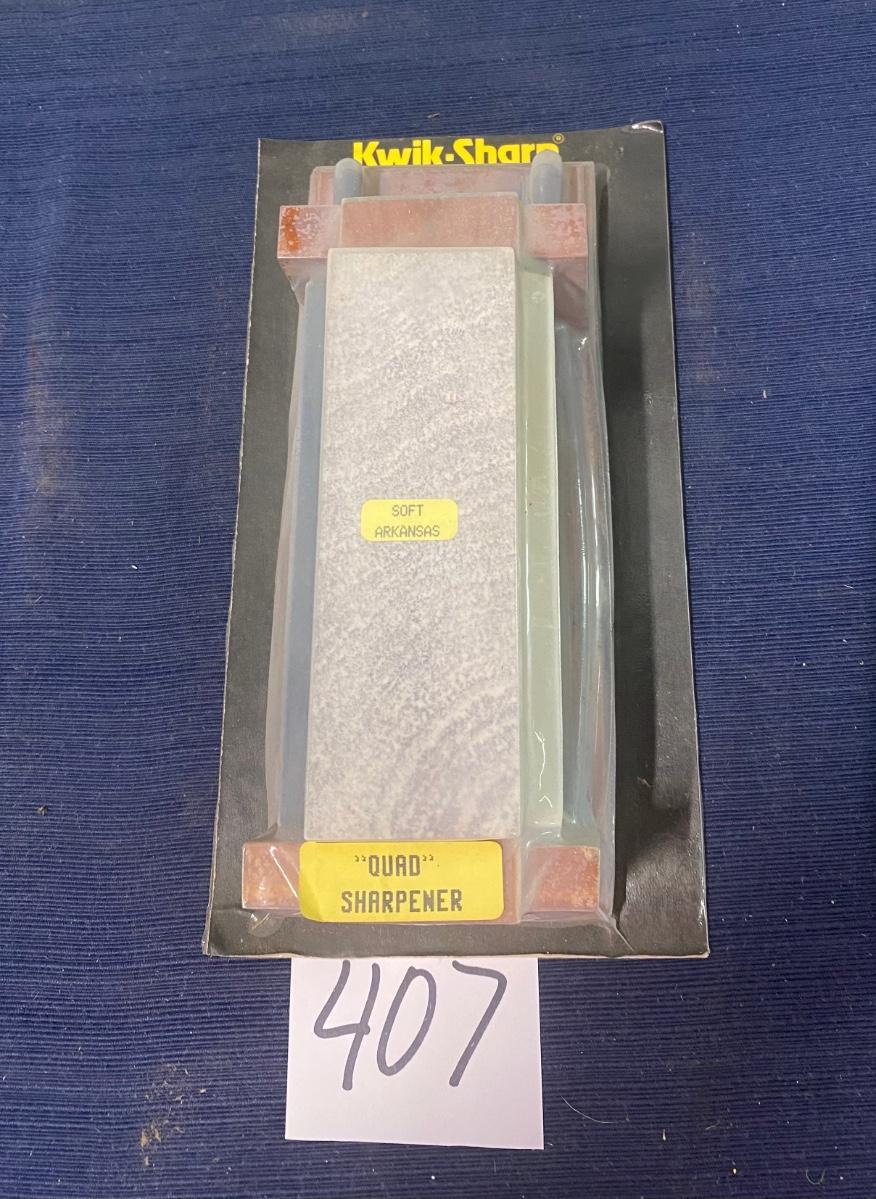 Kwik-Sharp®
SOFT
ARKANSAS
"QUAD"
SHARPENER
407